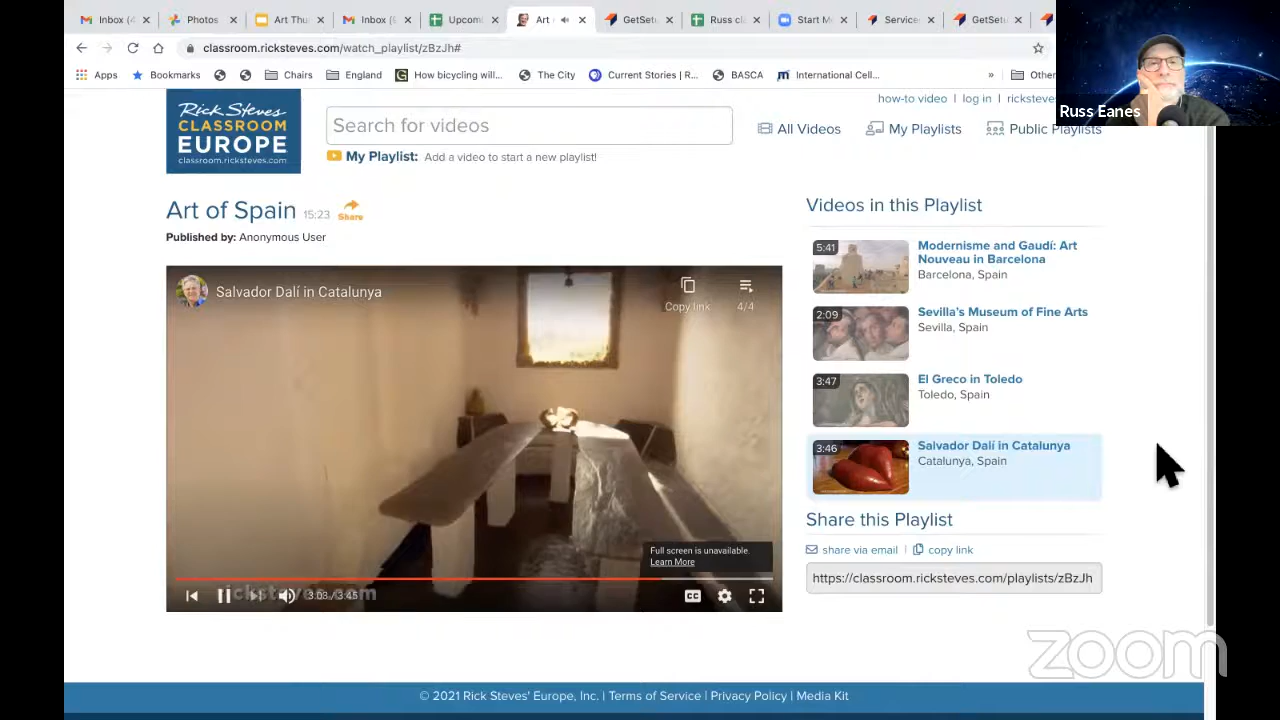 Inbox (4
Photos
Art Thu
Inbox (
Upcomi
Art
GetSetu
Russ cla
Start M
Service
GetSetu
classroom.ricksteves.com/watch_playlist/zBzJh#
Apps
Bookmarks
Chairs
England
How bicycling will...
The City
Current Stories | R...
BASCA
International Cell...
»
Other
Russ Eanes
Rick Steves
CLASSROOM
EUROPE
classroom.ricksteves.com
Search for videos
My Playlist: Add a video to start a new playlist!
how-to video | log in | ricksteve
All Videos
My Playlists
Public Playlists
Art of Spain 15:23 Share
Published by: Anonymous User
Salvador Dalí in Catalunya
Copy link
4/4
Full screen is unavailable.
Learn More
ricksteves.com
3:03 / 3:45
CC
Videos in this Playlist
5:41
Modernisme and Gaudí: Art
Nouveau in Barcelona
Barcelona, Spain
2:09
Sevilla's Museum of Fine Arts
Sevilla, Spain
3:47
El Greco in Toledo
Toledo, Spain
3:46
Salvador Dalí in Catalunya
Catalunya, Spain
Share this Playlist
share via email | copy link
https://classroom.ricksteves.com/playlists/zBzJh
zoom
© 2021 Rick Steves' Europe, Inc. | Terms of Service | Privacy Policy | Media Kit